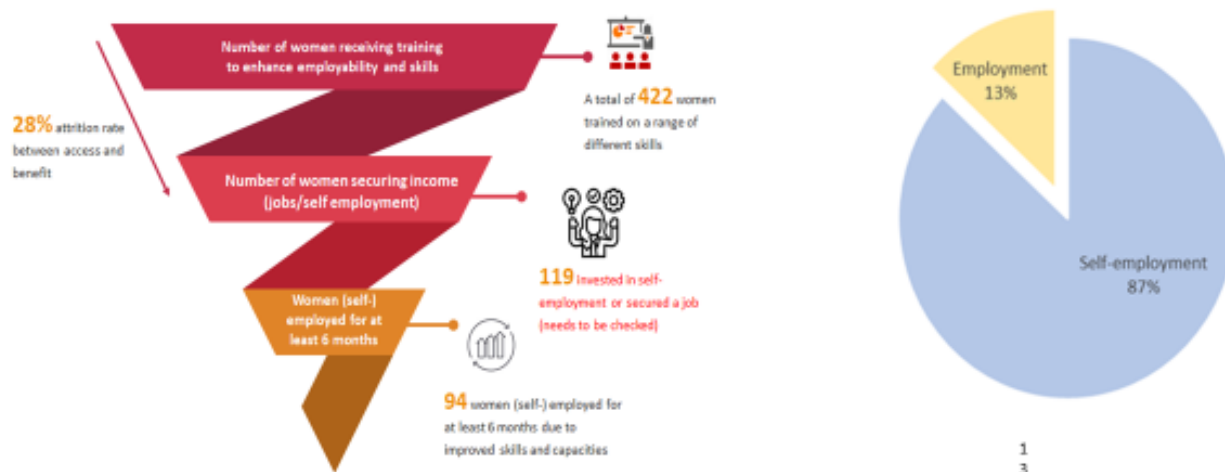 Number of women receiving training
to enhance employability and skills
A total of 422 women
trained on a range of
different skills
28% attrition rate
between access and
benefit
Number of women securing income
(jobs/self employment)
119 invested in self-
employment or secured a job
(needs to be checked)
Women (self-)
employed for at
least 6 months
94 women (self-) employed for
at least 6 months due to
improved skills and capacities
Employment
13%
Self-employment
87%
1
3